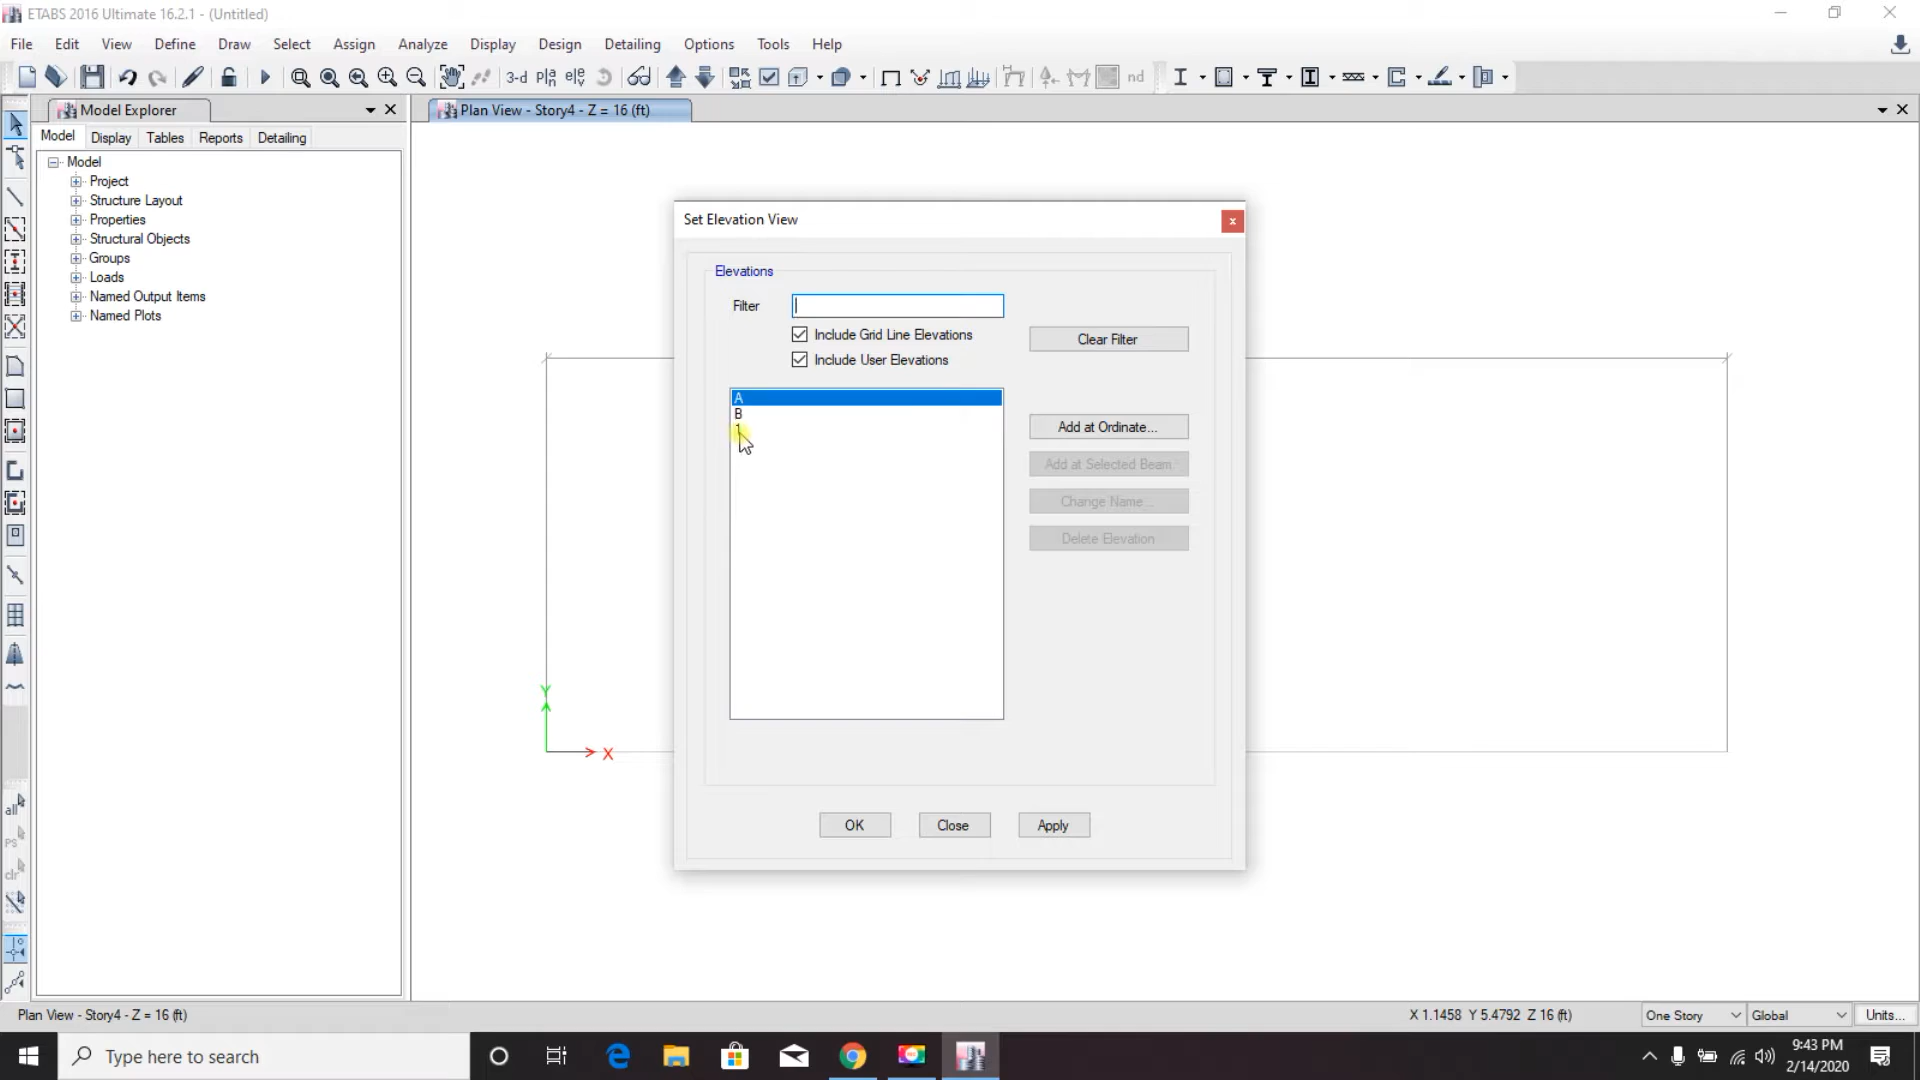 ETABS 2016 Ultimate 16.2.1 - (Untitled)
File Edit View Define Draw Select Assign Analyze Display Design Detailing Options Tools Help
3-d nd
Model Explorer
Plan View - Story4 - Z = 16 (ft)
Model Display Tables Reports Detailing
Model
Project
Structure Layout
Properties
Structural Objects
Groups
Loads
Named Output Items
Named Plots
Set Elevation View
Elevations
Filter
Include Grid Line Elevations
Clear Filter
Include User Elevations
A
B
1
Add at Ordinate...
Add at Selected Beam
Change Name...
Delete Elevation
Y
X
OK Close Apply
all
PS
clr
Plan View - Story4 - Z = 16 (ft)
X 1.1458 Y 5.4792 Z 16 (ft)
One Story Global Units...
Type here to search
9:43 PM
2/14/2020